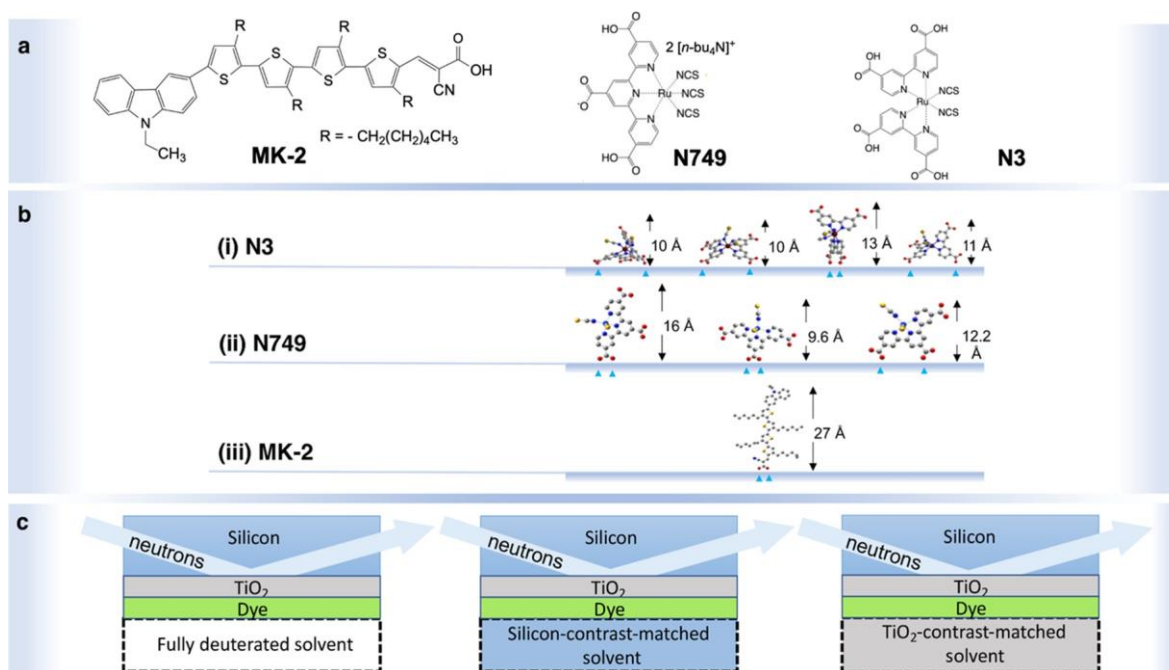 a
R R
S S S S
R R
CN
O
OH
N
CH₃
R = - CH₂(CH₂)₄CH₃
MK-2
OH
O
2 [n-bu₄N]⁺
NCS
N
O
N Ru NCS
O
N
NCS
HO
O
N749
OH
O
O
HO
N
NCS
N
Ru
N
NCS
N
O
OH
O
OH
N3
b
(i) N3
10 Å 10 Å 13 Å 11 Å
(ii) N749
16 Å 9.6 Å 12.2
Å
(iii) MK-2
27 Å
c
Silicon Silicon Silicon
neutrons neutrons neutrons
TiO₂ TiO₂ TiO₂
Dye Dye Dye
Fully deuterated solvent
Silicon-contrast-matched
solvent
TiO₂-contrast-matched
solvent